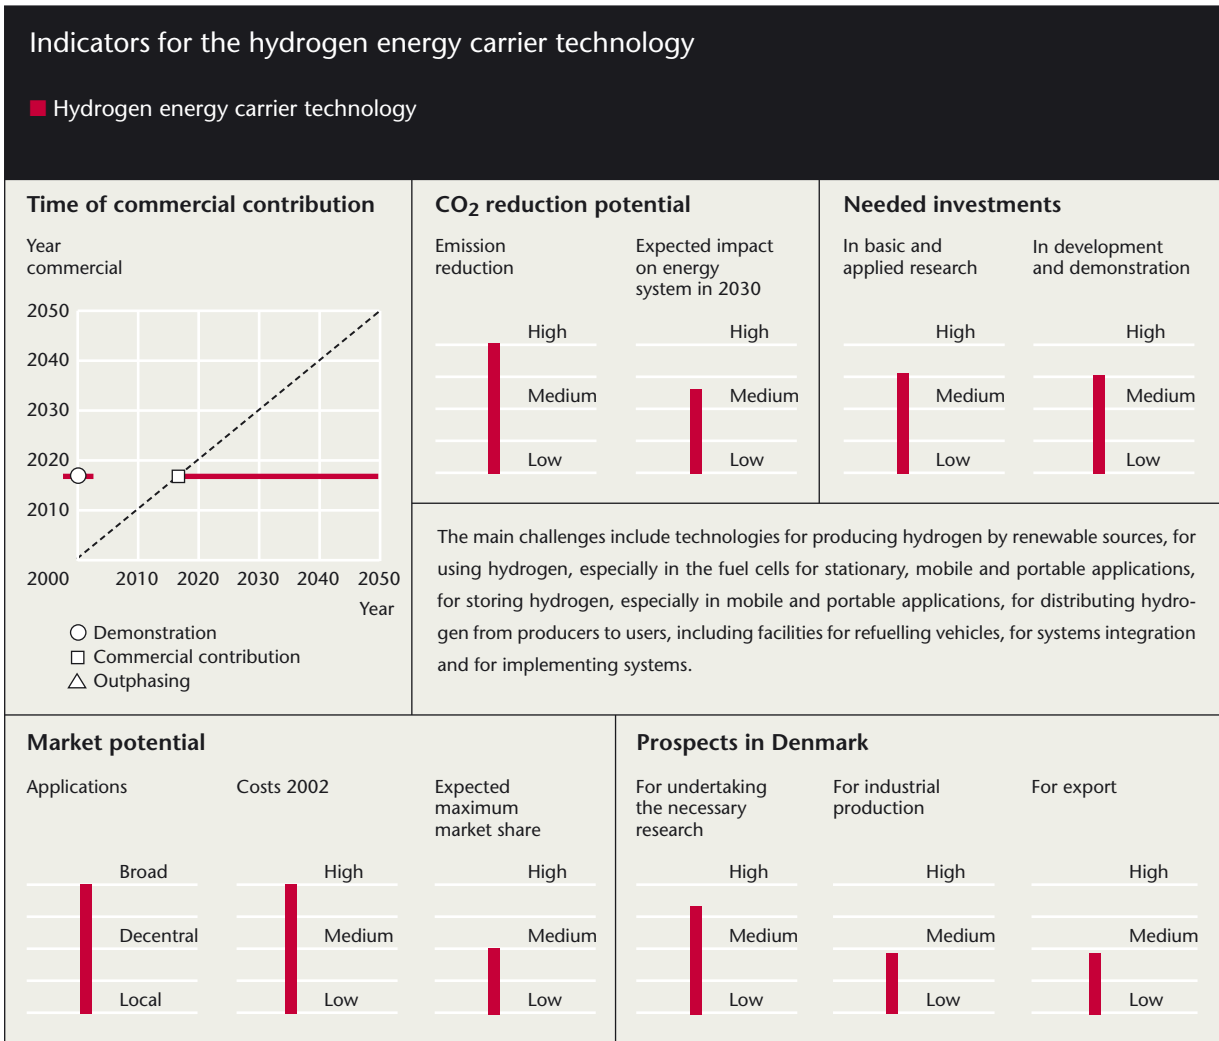 Indicators for the hydrogen energy carrier technology
Hydrogen energy carrier technology
Time of commercial contribution
Year
commercial
2050
2040
2030
2020
2010
2000 2010 2020 2030 2040 2050
Year
Demonstration
Commercial contribution
Outphasing
CO2 reduction potential
Emission
reduction
High
Medium
Low
Expected impact
on energy
system in 2030
High
Medium
Low
Needed investments
In basic and
applied research
High
Medium
Low
In development
and demonstration
High
Medium
Low
The main challenges include technologies for producing hydrogen by renewable sources, for
using hydrogen, especially in the fuel cells for stationary, mobile and portable applications,
for storing hydrogen, especially in mobile and portable applications, for distributing hydro-
gen from producers to users, including facilities for refuelling vehicles, for systems integration
and for implementing systems.
Market potential
Applications
Broad
Decentral
Local
Costs 2002
High
Medium
Low
Expected
maximum
market share
High
Medium
Low
Prospects in Denmark
For undertaking
the necessary
research
High
Medium
Low
For industrial
production
High
Medium
Low
For export
High
Medium
Low